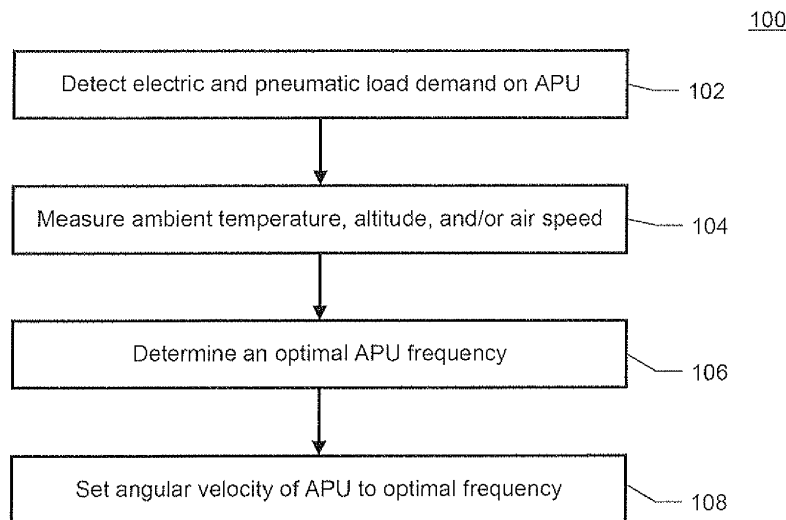 100
Detect electric and pneumatic load demand on APU
102
Measure ambient temperature, altitude, and/or air speed
104
Determine an optimal APU frequency
106
Set angular velocity of APU to optimal frequency
108